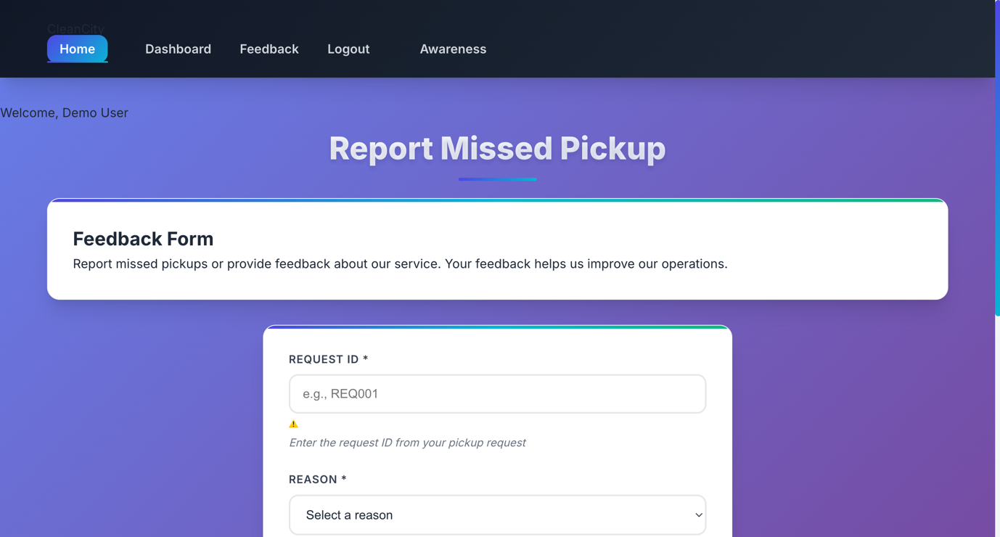 CleanCity
Home Dashboard Feedback Logout Awareness
Welcome, Demo User
Report Missed Pickup
Feedback Form
Report missed pickups or provide feedback about our service. Your feedback helps us improve our operations.
REQUEST ID *
e.g., REQ001
Enter the request ID from your pickup request
REASON *
Select a reason